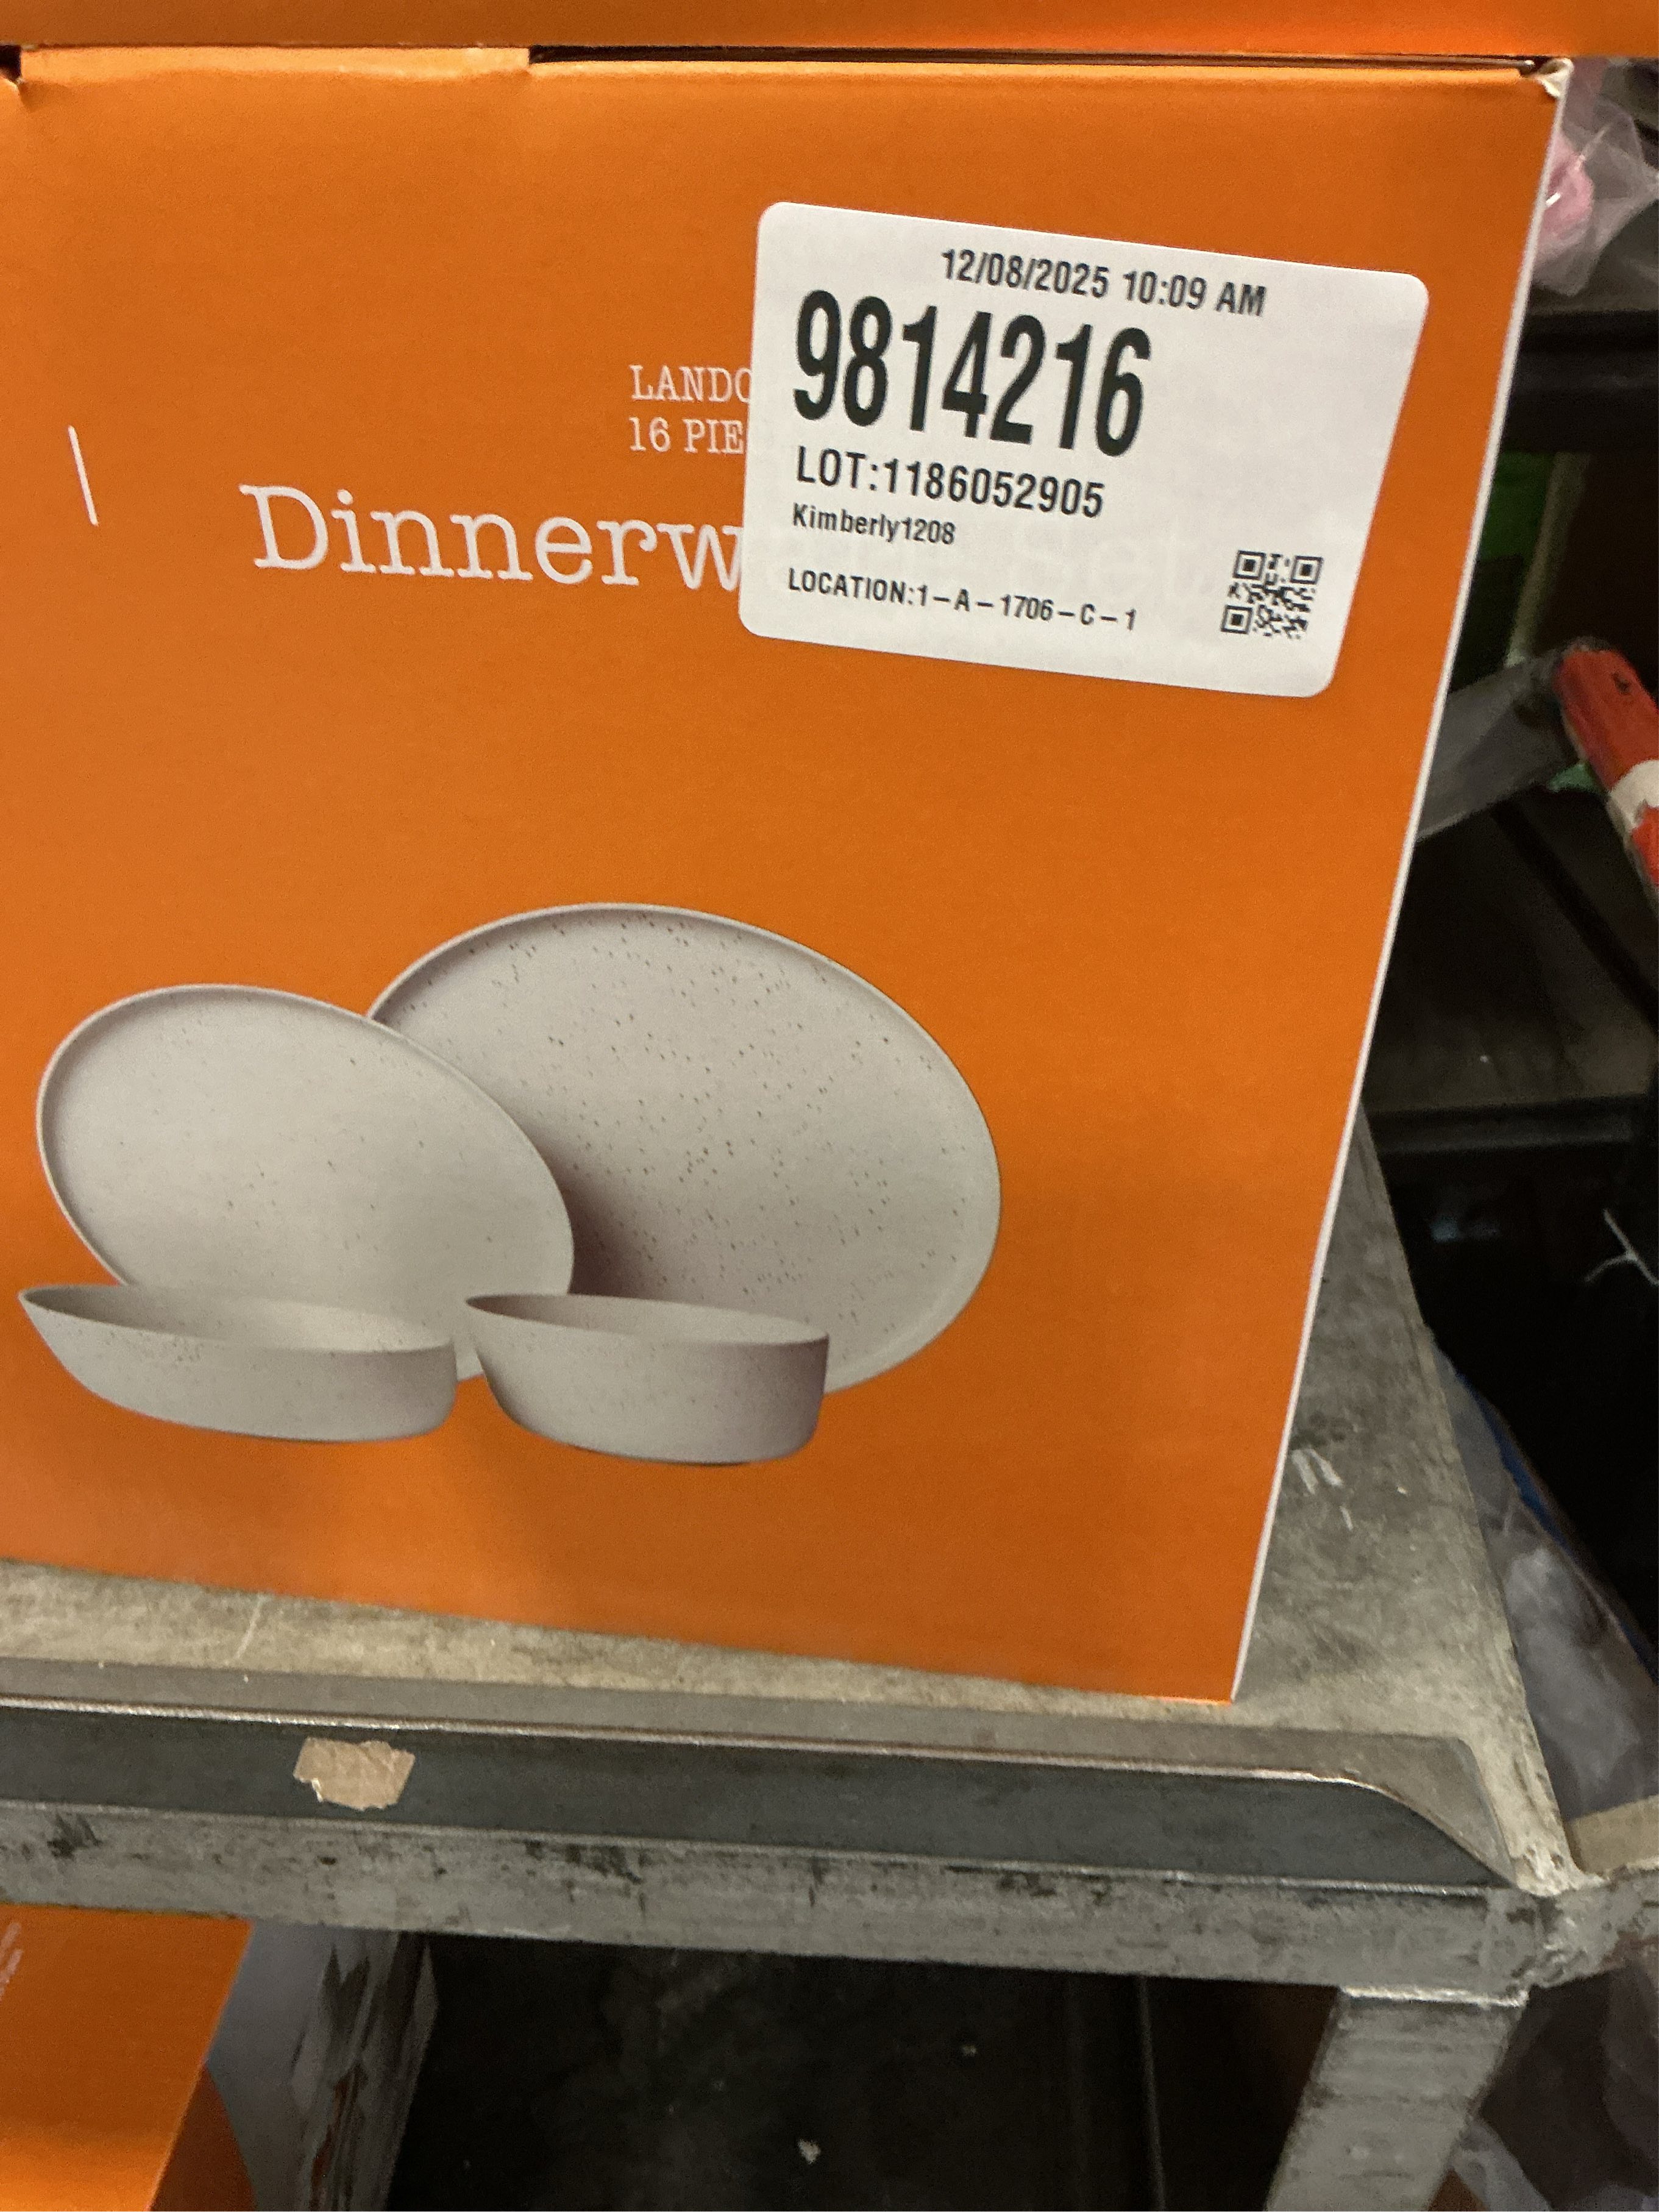 12/08/2025 10:09 AM
9814216
LOT:1186052905
Kimberly1208
LOCATION:1-A-1706-C-1
LANDO
16 PIE
Dinnerw